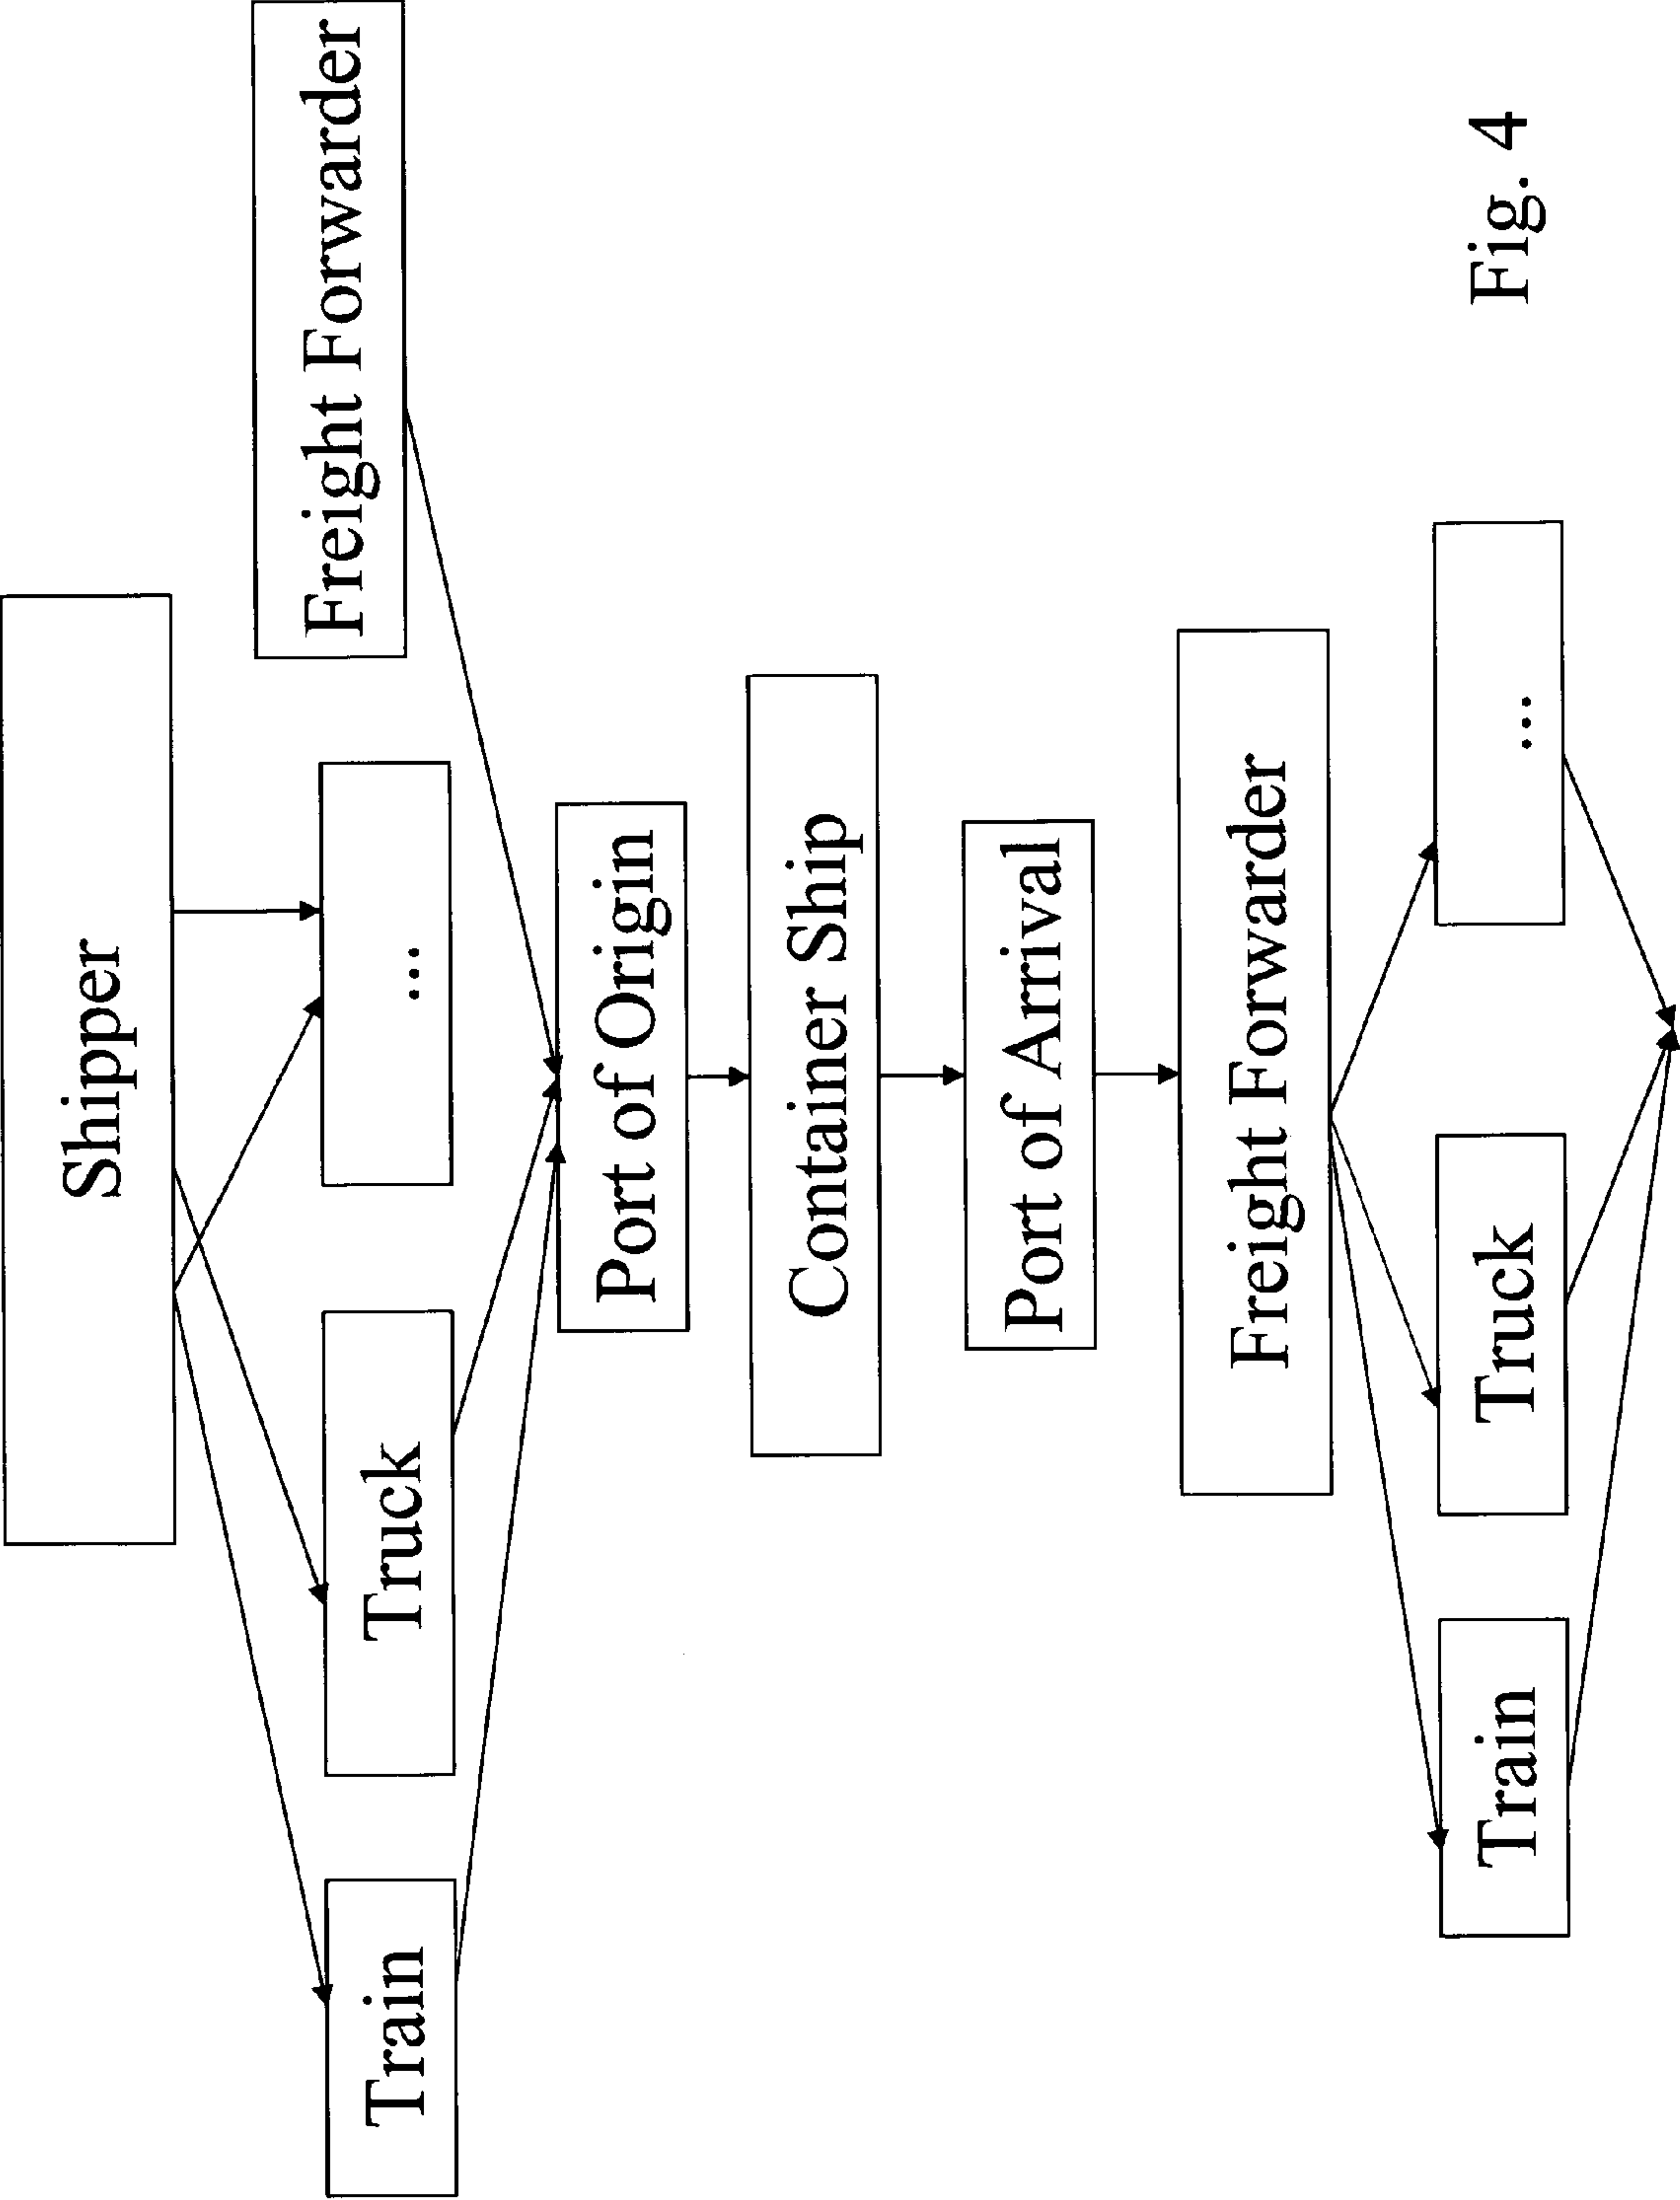 Shipper
Freight Forwarder
Train
Truck
...
Port of Origin
Container Ship
Port of Arrival
Freight Forwarder
Train
Truck
...
Fig. 4